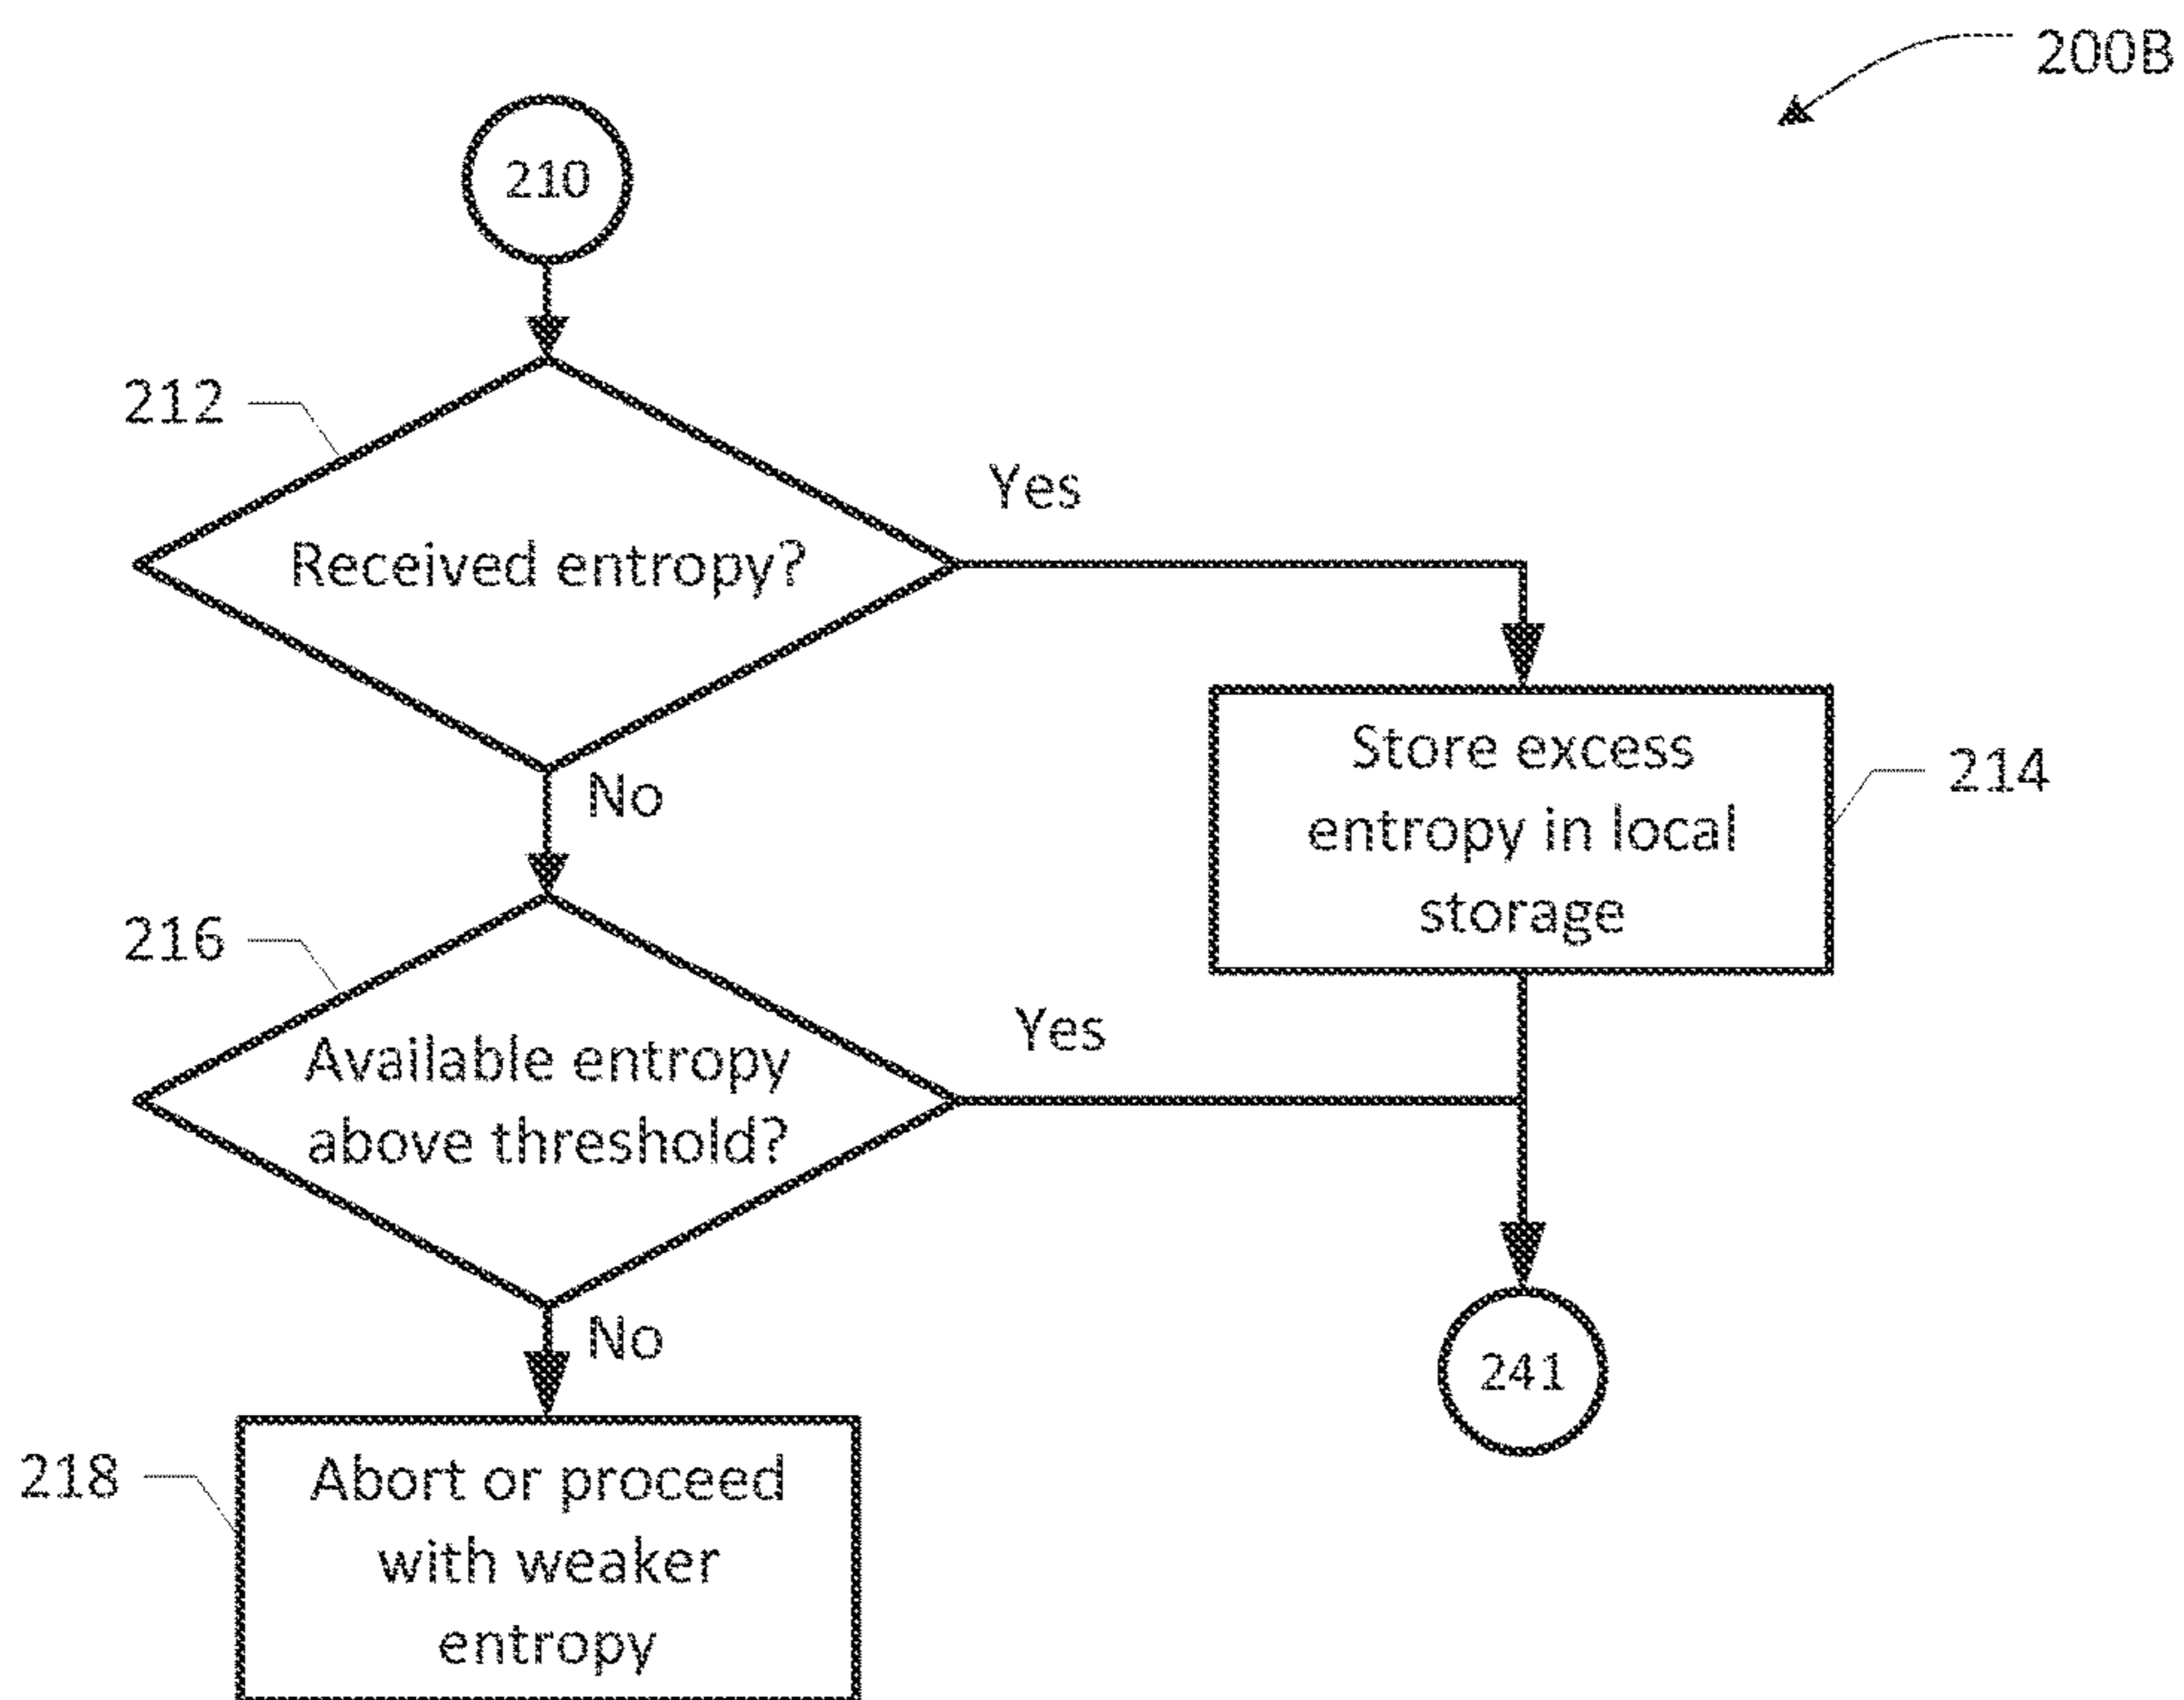 200B
210
212
Yes
Received entropy?
Store excess
entropy in local
storage
214
No
216
Yes
Available entropy
above threshold?
No
241
218
Abort or proceed
with weaker
entropy